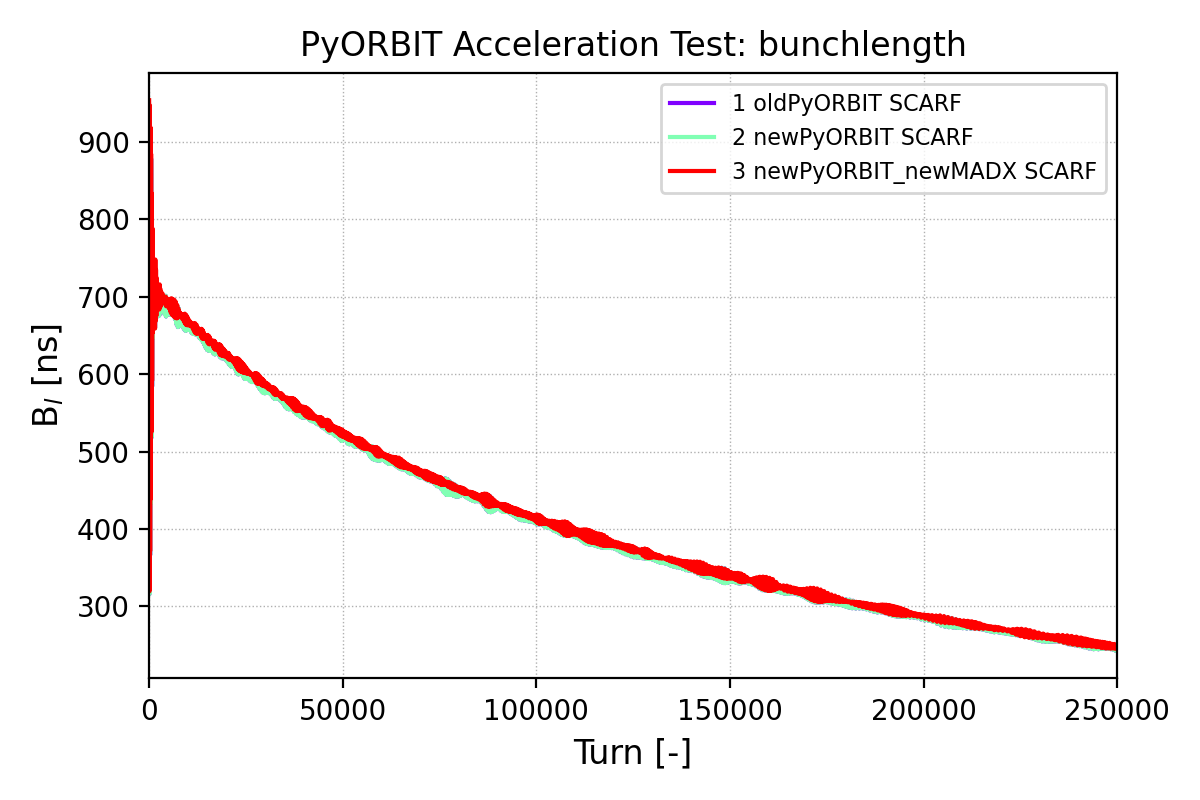 PyORBIT Acceleration Test: bunchlength
1 oldPyORBIT SCARF
2 newPyORBIT SCARF
3 newPyORBIT_newMADX SCARF
900
800
700
600
500
400
300
B_l [ns]
0 50000 100000 150000 200000 250000
Turn [-]